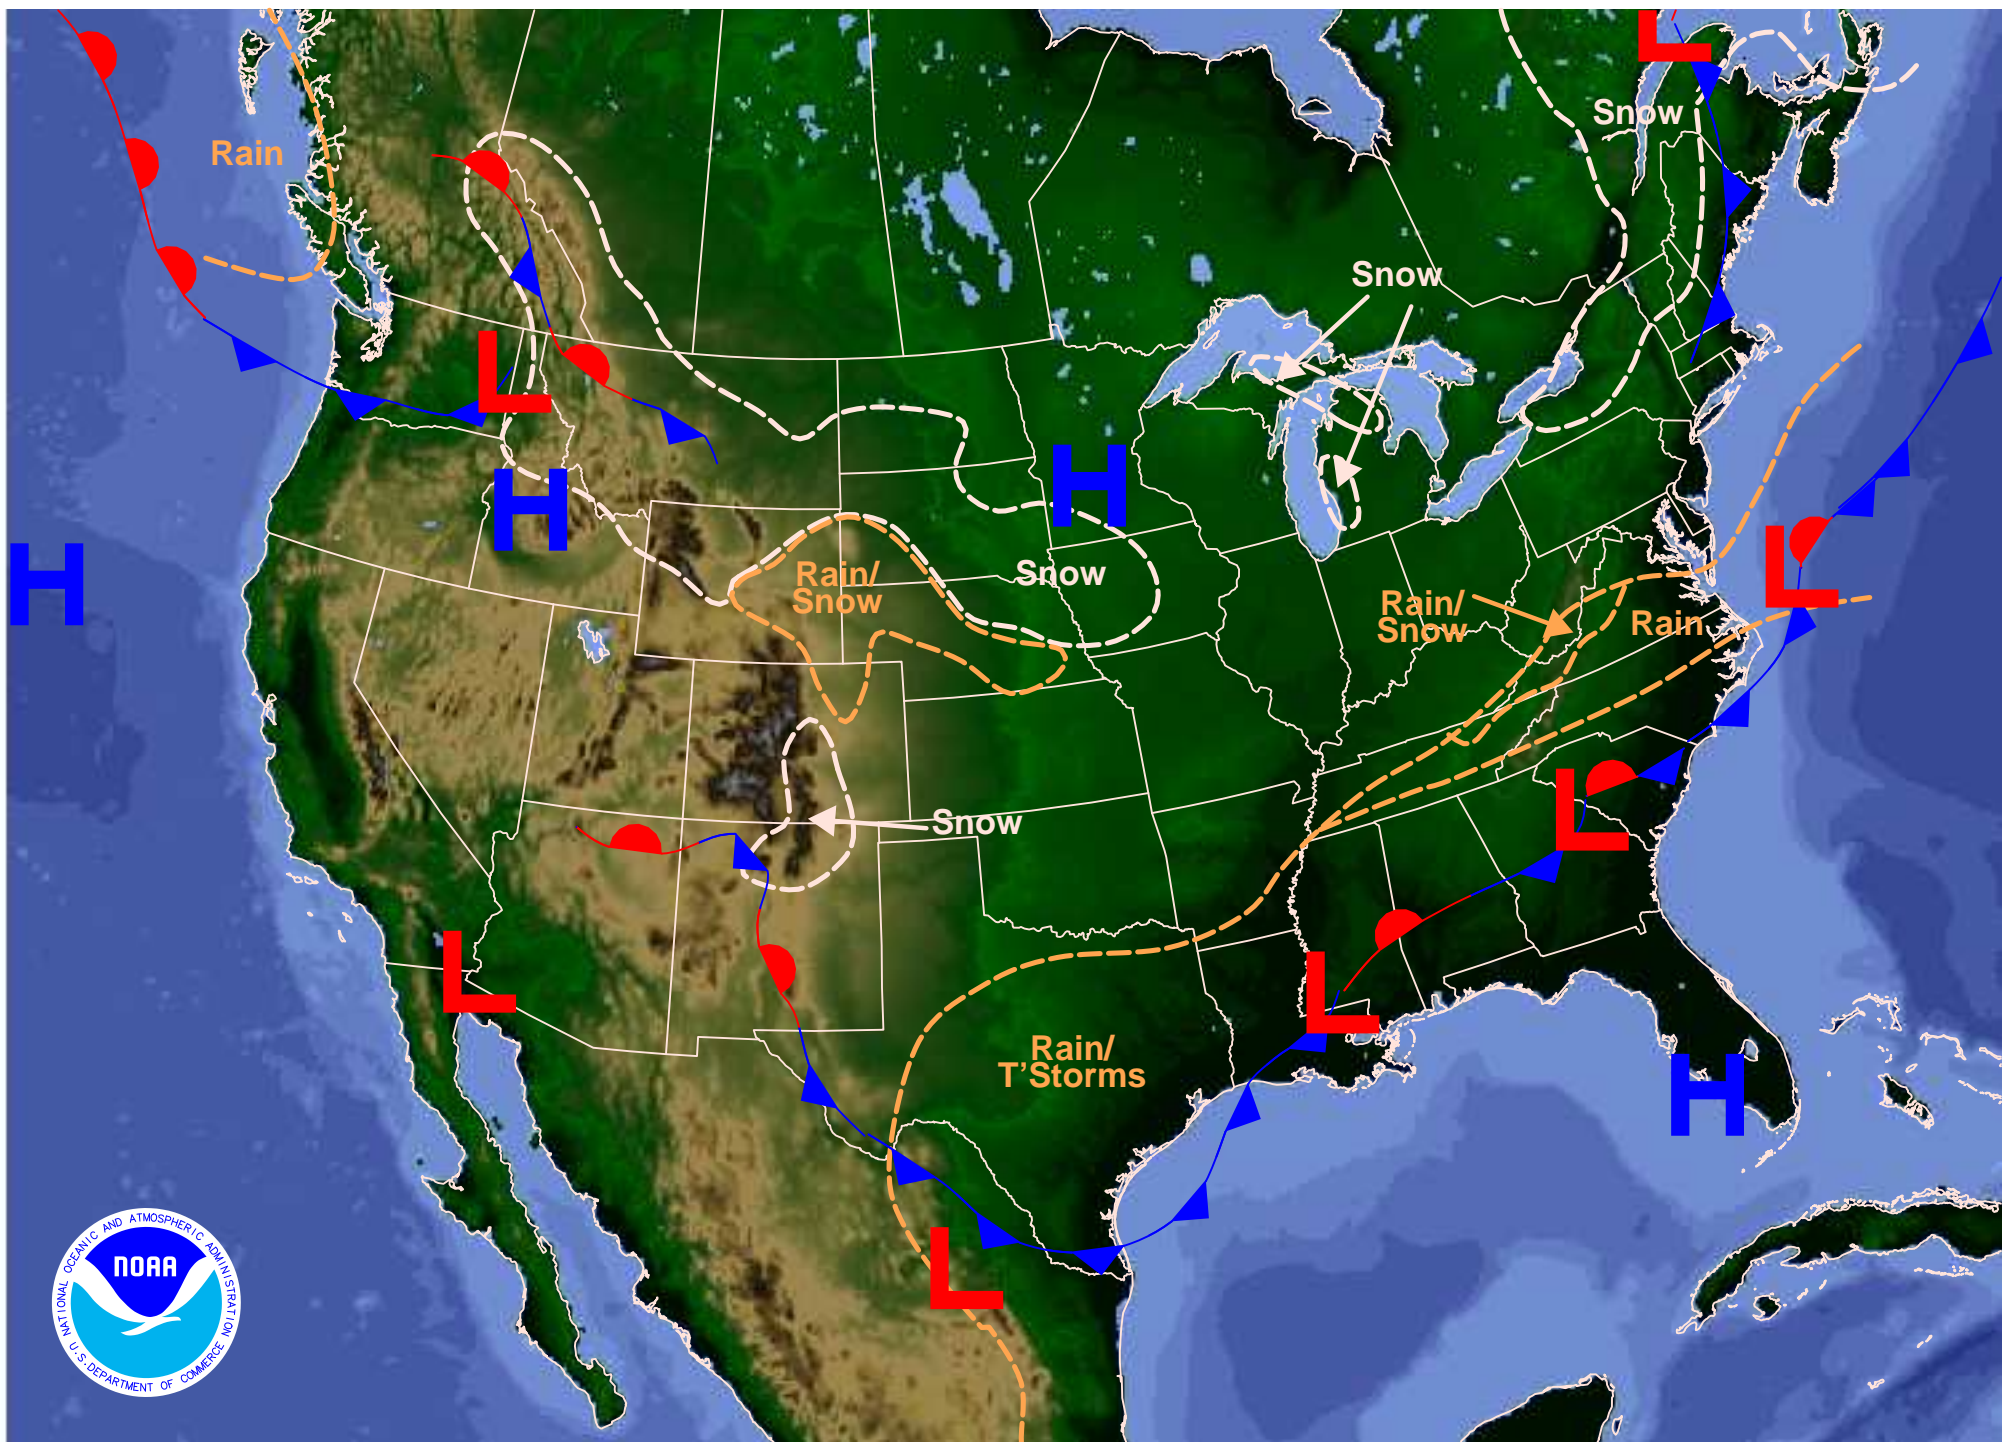 L
Snow
Rain
Snow
L
H
H
H
L
Rain/
Snow
Snow
Rain/
Snow
Rain
L
Snow
L
L
L
Rain/
T'Storms
H
L
NATIONAL OCEANIC AND ATMOSPHERIC ADMINISTRATION
NOAA
U.S. DEPARTMENT OF COMMERCE